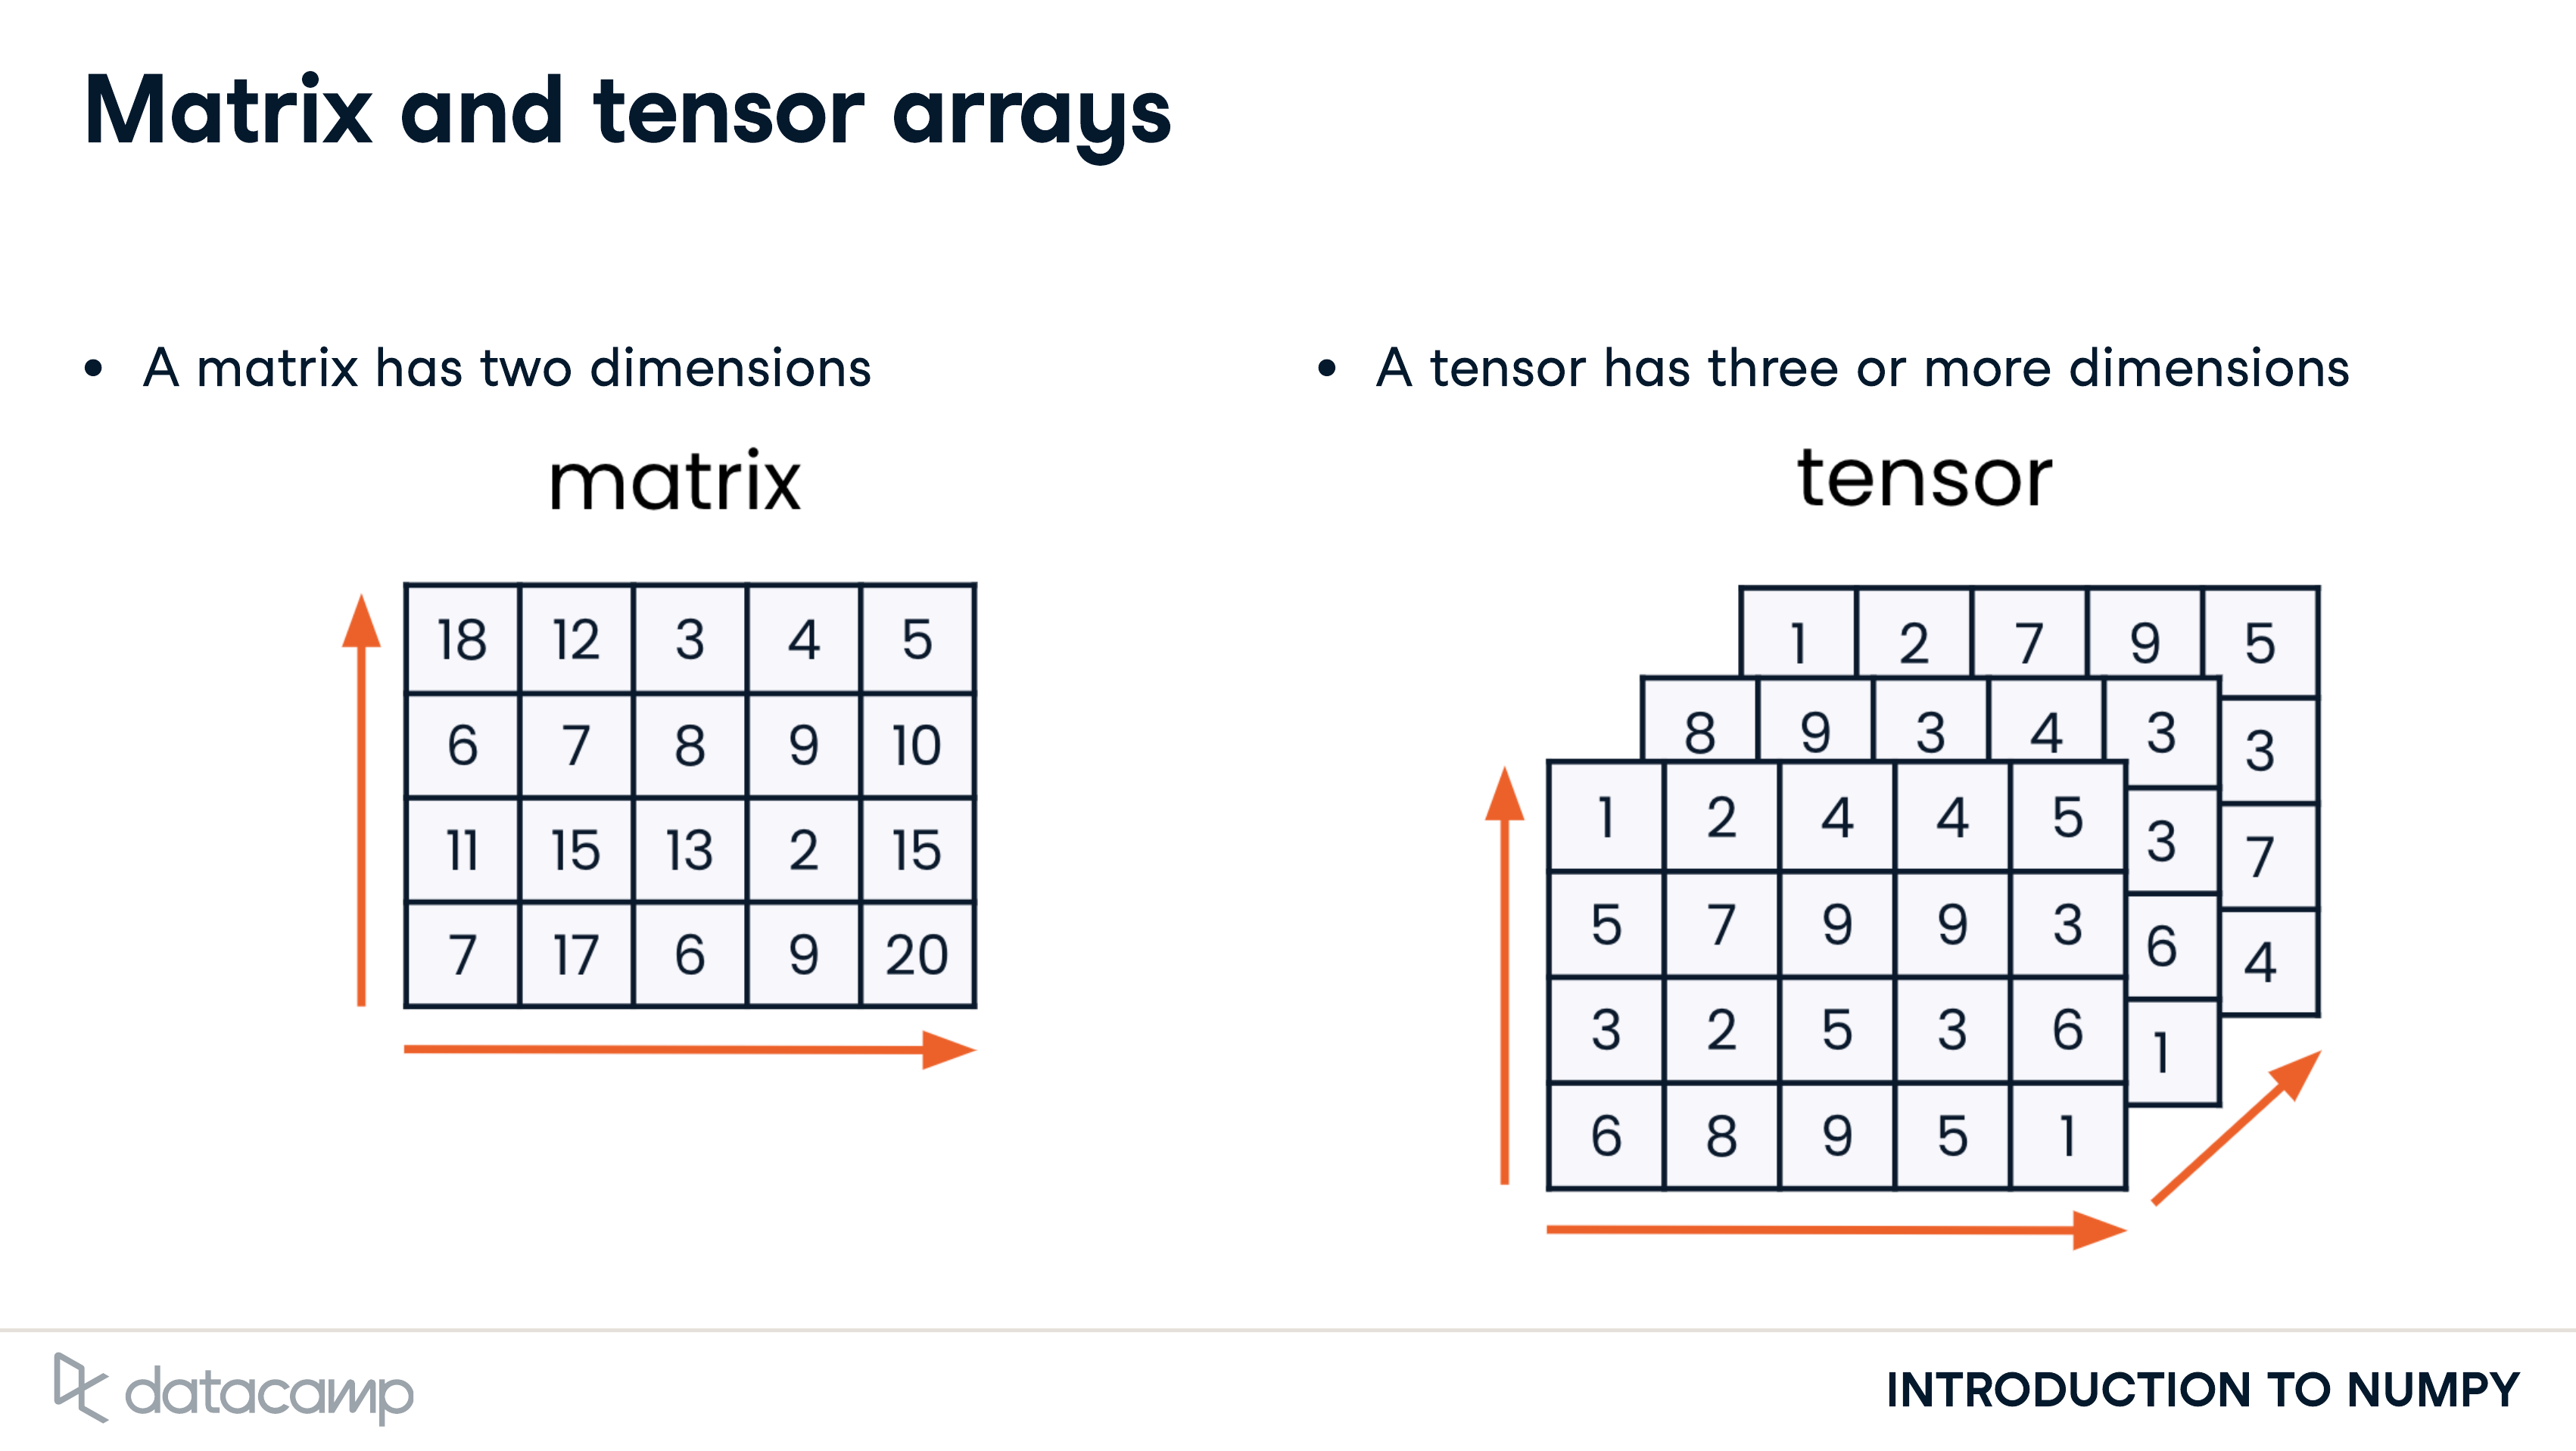 Matrix and tensor arrays
• A matrix has two dimensions
matrix
18 12 3 4 5
6 7 8 9 10
11 15 13 2 15
7 17 6 9 20
• A tensor has three or more dimensions
tensor
1 2 7 9 5
3
7
4
8 9 3 4 3
3
6
1
1 2 4 4 5
5 7 9 9 3
3 2 5 3 6
6 8 9 5 1
datacamp
INTRODUCTION TO NUMPY